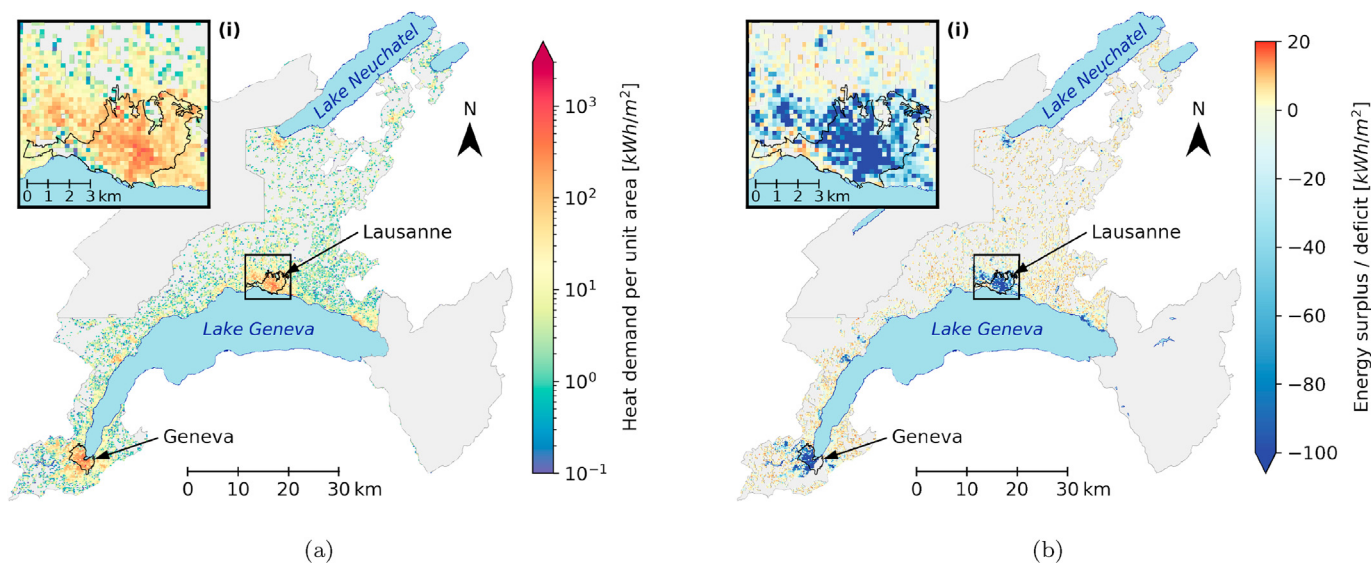 (i)
Lake Neuchatel
N
0 1 2 3 km
Lausanne
Lake Geneva
Geneva
0 10 20 30 km
10³
10²
10¹
10⁰
10⁻¹
Heat demand per unit area [kWh/m²]
(a)
(i)
Lake Neuchatel
N
0 1 2 3 km
Lausanne
Lake Geneva
Geneva
0 10 20 30 km
20
0
−20
−40
−60
−80
−100
Energy surplus / deficit [kWh/m²]
(b)